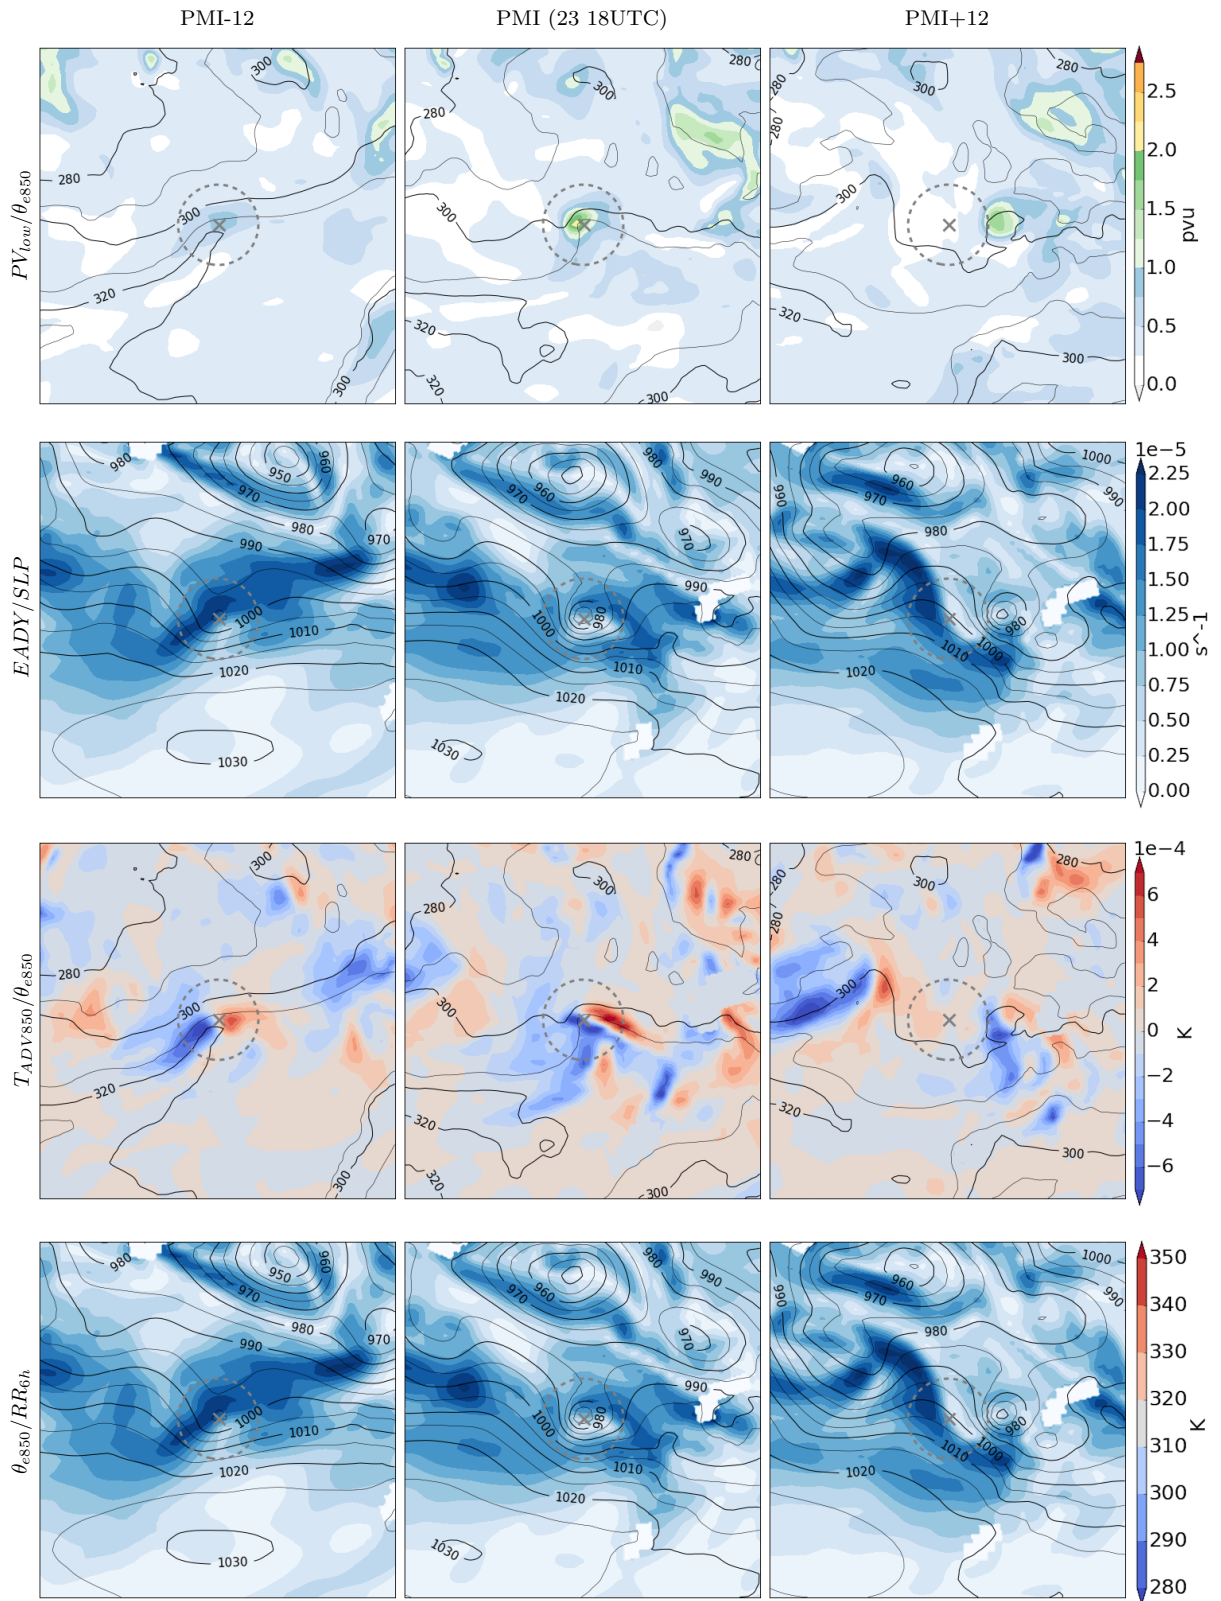 PMI-12 PMI (23 18UTC) PMI+12
PV_low/θ_e850
280 300 300 320 300
300 300 320 320 300
280 280 300 300 320 300
2.5
2.0
1.5
1.0
0.5
0.0
pvu
EADY/SLP
980 950 960 970 980 990 970 1000 1010 1020 1030
980 960 970 990 970 990 1000 980 1010 1020 1030
1000 960 960 970 990 980 980 1000 1010 1020
1e−5
2.25
2.00
1.75
1.50
1.25
1.00
0.75
0.50
0.25
0.00
s^-1
T_ADV850/θ_e850
300 280 300 320 300
280 300 300 320 320 300
280 280 300 300 320 300
1e−4
6
4
2
0
−2
−4
−6
K
θ_e850/RR_6h
980 950 960 970 980 990 970 1000 1010 1020 1030
980 960 970 990 970 990 1000 980 1010 1020 1030
1000 960 960 970 990 980 980 1000 1010 1020
350
340
330
320
310
300
290
280
K